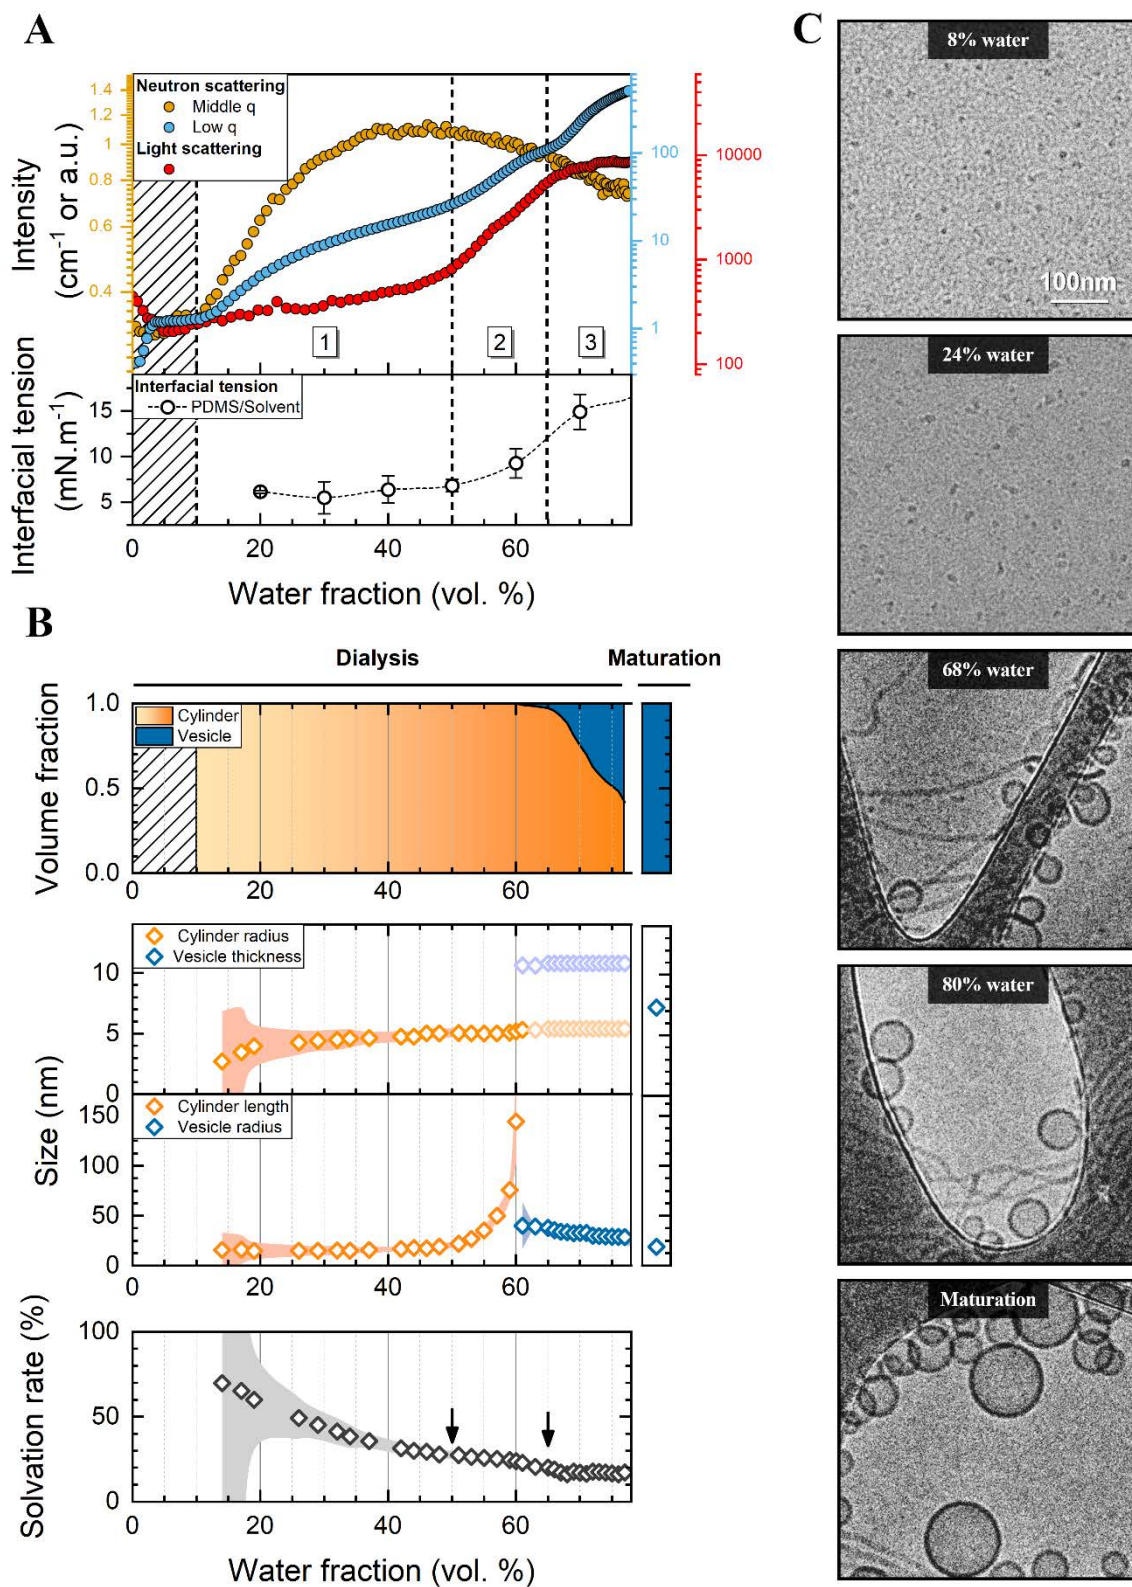 A
Neutron scattering
Middle q
Low q
Light scattering
Intensity
(cm⁻¹ or a.u.)
1.4
1.2
1
0.8
0.6
0.4
100
10
1
10000
1000
100
1
2
3
Interfacial tension
PDMS/Solvent
Interfacial tension
(mN.m⁻¹)
15
10
5
0
20
40
60
Water fraction (vol. %)
B
Dialysis
Maturation
Cylinder
Vesicle
Volume fraction
1.0
0.5
0.0
0
20
40
60
Cylinder radius
Vesicle thickness
10
5
0
Size (nm)
Cylinder length
Vesicle radius
150
100
50
0
0
20
40
60
Solvation rate (%)
100
50
0
0
20
40
60
Water fraction (vol. %)
C
8% water
100nm
24% water
68% water
80% water
Maturation